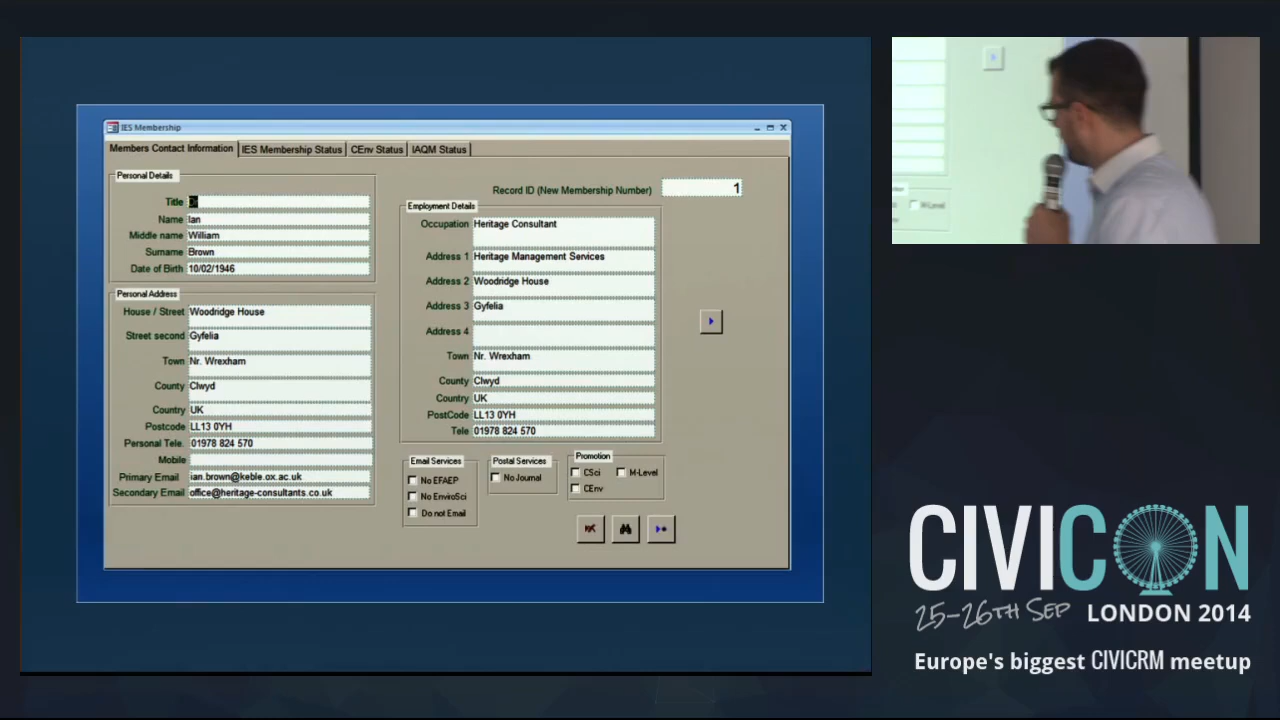 IES Membership
Members Contact Information IES Membership Status CEnv Status IAQM Status
Personal Details
Title
Name Ian
Middle name William
Surname Brown
Date of Birth 10/02/1946
Personal Address
House / Street Woodridge House
Street second Gyfelia
Town Nr. Wrexham
County Clwyd
Country UK
Postcode LL13 0YH
Personal Tele. 01978 824 570
Mobile
Primary Email ian.brown@keble.ox.ac.uk
Secondary Email office@heritage-consultants.co.uk
Record ID (New Membership Number) 1
Employment Details
Occupation Heritage Consultant
Address 1 Heritage Management Services
Address 2 Woodridge House
Address 3 Gyfelia
Address 4
Town Nr. Wrexham
County Clwyd
Country UK
PostCode LL13 0YH
Tele 01978 824 570
Email Services
No EFAEP
No EnviroSci
Do not Email
Postal Services
No Journal
Promotion
CSci M-Level
CEnv
M-Level
CIVICON
25-26TH SEP LONDON 2014
Europe's biggest CIVICRM meetup